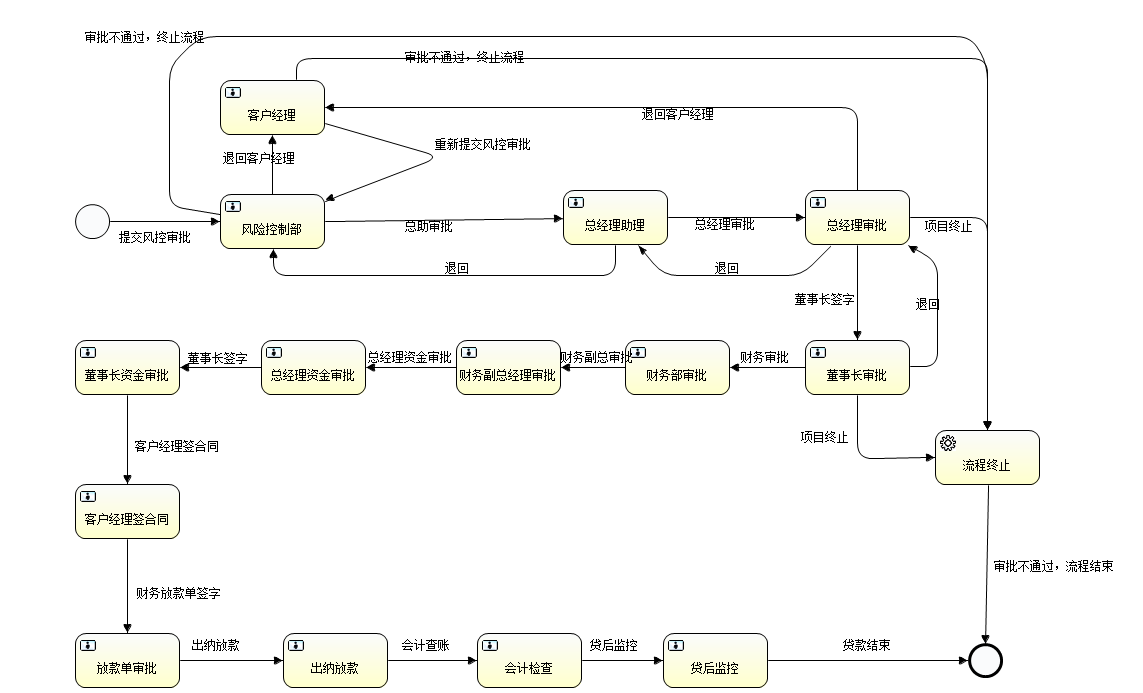 审批不通过，终止流程
审批不通过，终止流程
客户经理
退回客户经理
重新提交风控审批
退回客户经理
提交风控审批
风险控制部
总助审批
总经理助理
总经理审批
总经理审批
项目终止
退回
退回
董事长签字
退回
董事长资金审批
董事长签字
总经理资金审批
总经理资金审批
财务副总经理审批
财务副总审批
财务部审批
财务审批
董事长审批
客户经理签合同
项目终止
流程终止
客户经理签合同
审批不通过，流程结束
财务放款单签字
放款单审批
出纳放款
出纳放款
会计查账
会计检查
贷后监控
贷后监控
贷款结束